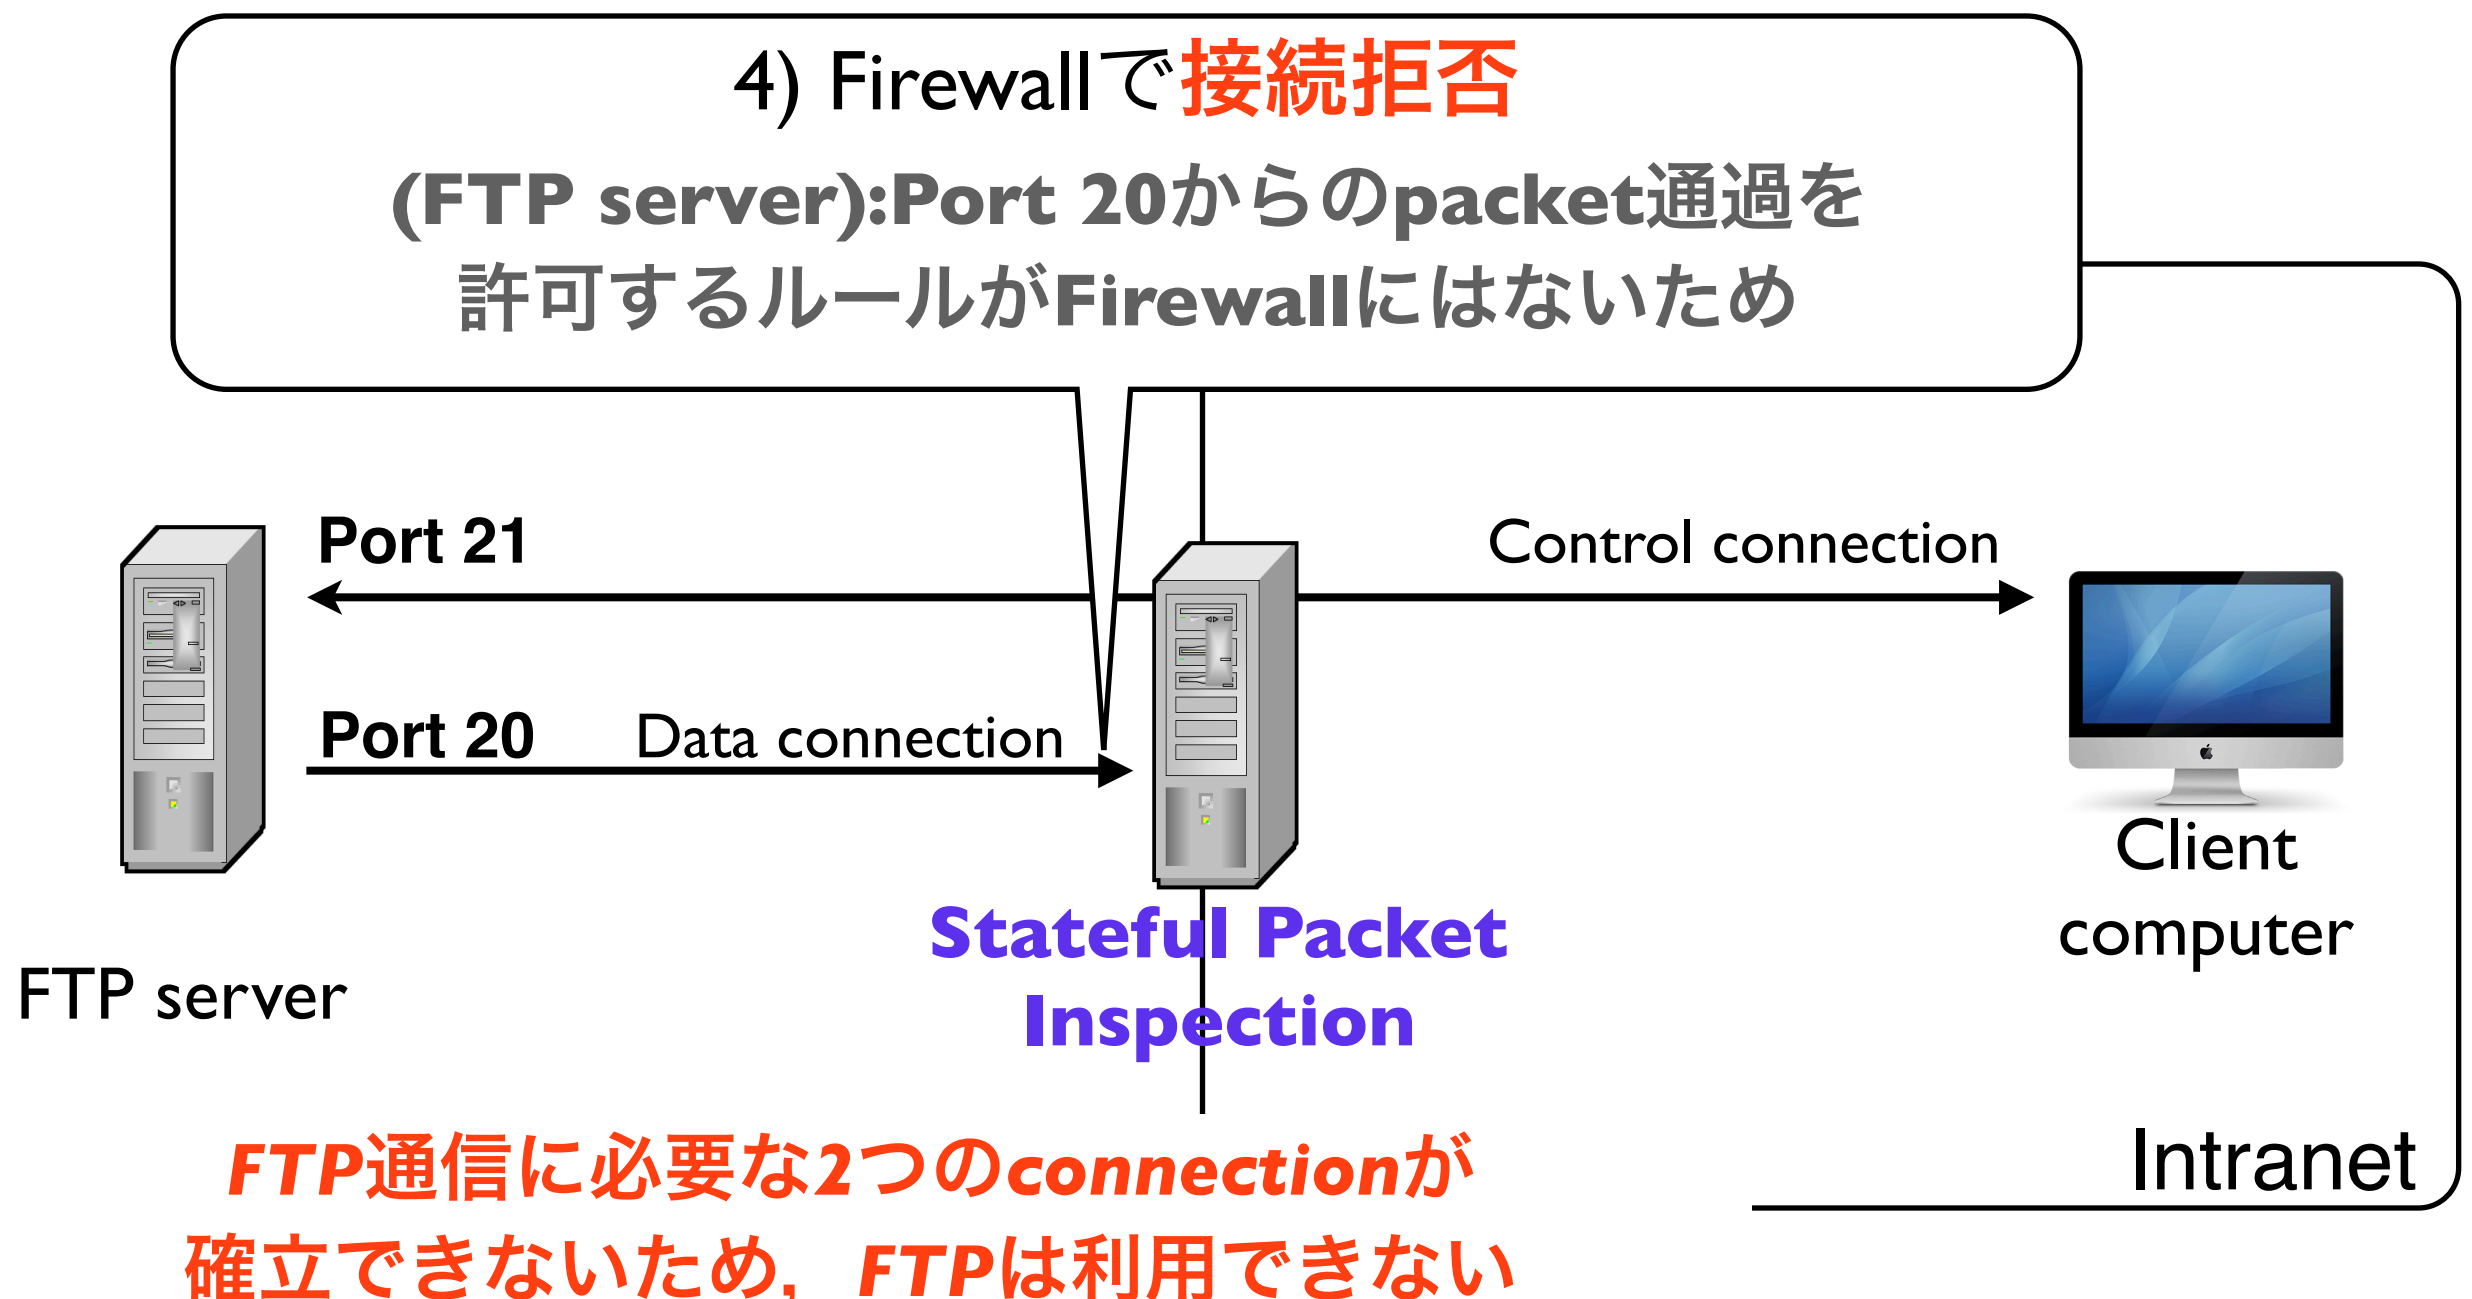 4) Firewallで接続拒否
(FTP server):Port 20からのpacket通過を
許可するルールがFirewallにはないため
Port 21
Control connection
Port 20
Data connection
Client
computer
Stateful Packet
Inspection
FTP server
Intranet
FTP通信に必要な2つのconnectionが
確立できないため，FTPは利用できない